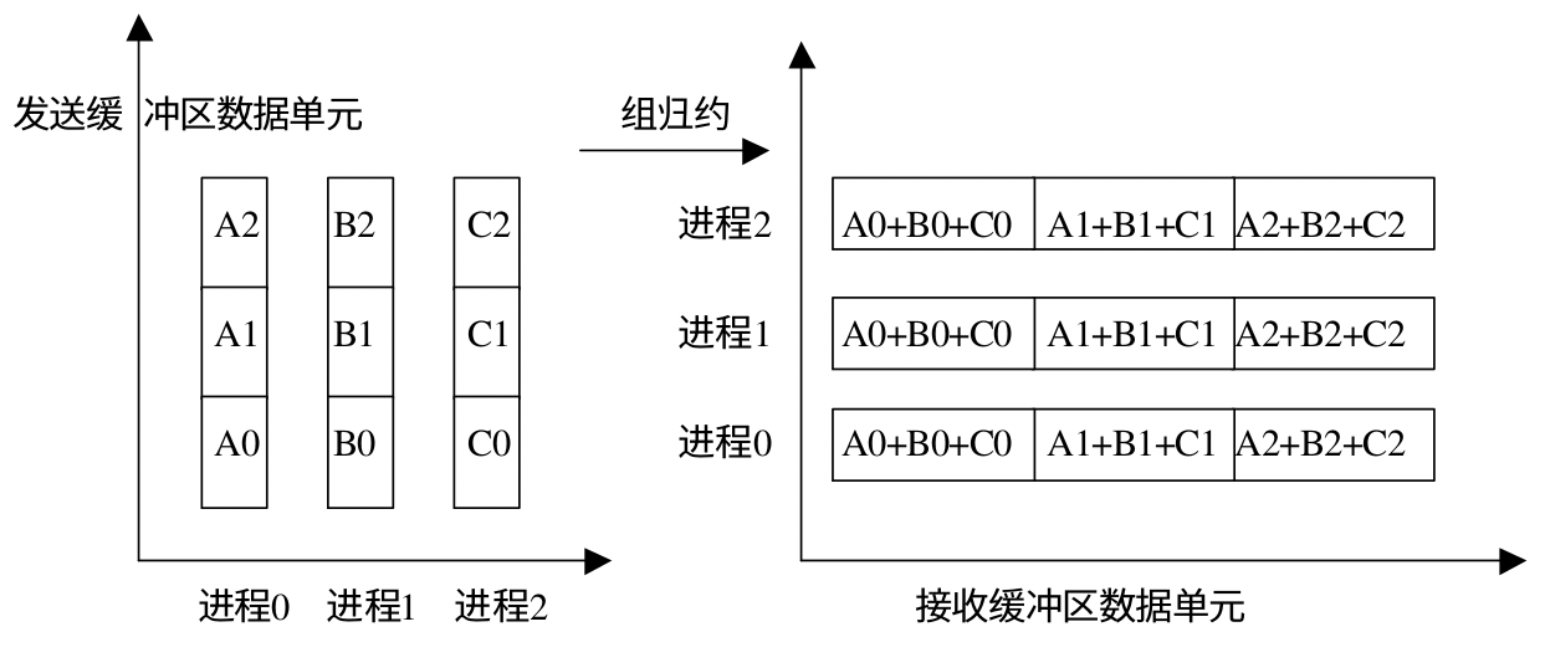 发送缓冲区数据单元
组归约
A2 B2 C2
进程2 A0+B0+C0 A1+B1+C1 A2+B2+C2
A1 B1 C1
进程1 A0+B0+C0 A1+B1+C1 A2+B2+C2
A0 B0 C0
进程0 A0+B0+C0 A1+B1+C1 A2+B2+C2
进程0 进程1 进程2
接收缓冲区数据单元